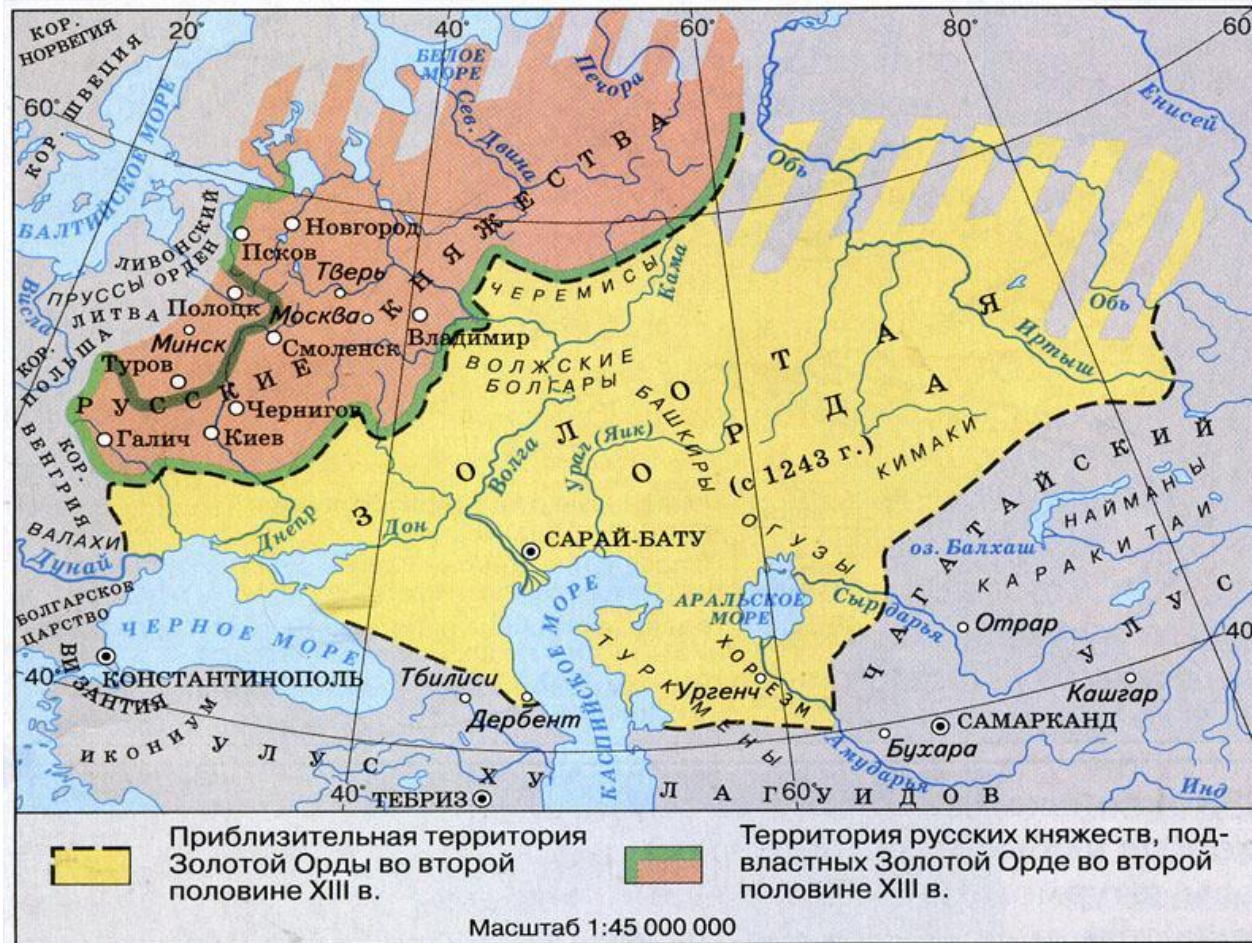 КОР.
НОРВЕГИЯ
20°
40°
60°
80°
60°
КОР. ШВЕЦИЯ
60°
БЕЛОЕ
МОРЕ
Печора
Сев. Двина
Енисей
Обь
БАЛТИЙСКОЕ МОРЕ
ЛИВОНСКИЙ
ОРДЕН
Новгород
Псков
ПРУССЫ
Тверь
ЧЕРЕМИСЫ
Кама
Обь
Висла
ЛИТВА
Полоцк
Москва
Владимир
Иртыш
Минск
Смоленск
КОР.
ПОЛЬША
Туров
ВОЛЖСКИЕ
БОЛГАРЫ
РУССКИЕ КНЯЖЕСТВА
Чернигов
БАШКИРЫ
Галич
Киев
Волга
Урал (Яик)
ЗОЛОТАЯ
ОРДА
(с 1243 г.)
КИМАКИ
КОР.
ВЕНГРИЯ
ВАЛАХИ
Днепр
Дон
САРАЙ-БАТУ
ОГУЗЫ
оз. Балхаш
НАЙМАНЫ
КАРАКИТАИ
ЧАГАТАЙСКИЙ
УЛУС
Дунай
БОЛГАРСКОЕ
ЦАРСТВО
ЧЕРНОЕ МОРЕ
КАСПИЙСКОЕ МОРЕ
АРАЛЬСКОЕ
МОРЕ
Сырдарья
Отрар
40°
40°
КОНСТАНТИНОПОЛЬ
ВИЗАНТИЯ
Тбилиси
Дербент
ТУРКМЕНЫ
Ургенч
ХОРЕЗМ
Кашгар
САМАРКАНД
Бухара
Амударья
ИКОНИУМ
УЛУС ХУЛАГУИДОВ
40°
ТЕБРИЗ
60°
Инд
Приблизительная территория
Золотой Орды во второй
половине XIII в.
Территория русских княжеств, под-
властных Золотой Орде во второй
половине XIII в.
Масштаб 1:45 000 000